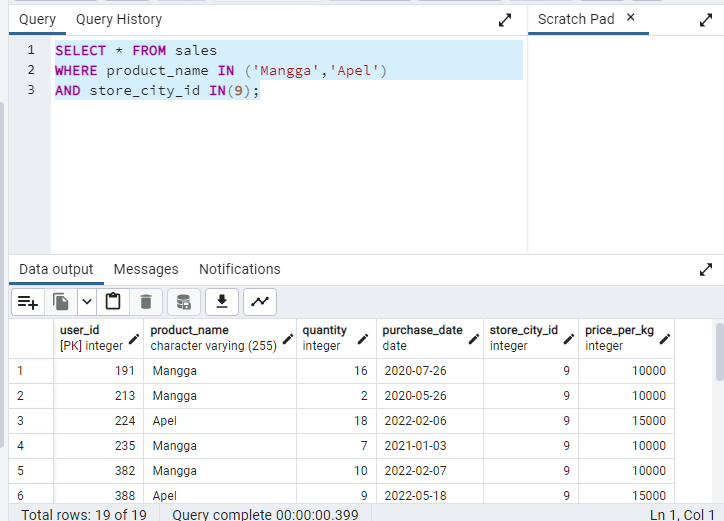 Query Query History
Scratch Pad ×
1 SELECT * FROM sales
2 WHERE product_name IN ('Mangga','Apel')
3 AND store_city_id IN(9);
Data output Messages Notifications
user_id product_name quantity purchase_date store_city_id price_per_kg
[PK] integer character varying (255) integer date integer integer
1 191 Mangga 16 2020-07-26 9 10000
2 213 Mangga 2 2020-05-26 9 10000
3 224 Apel 18 2022-02-06 9 15000
4 235 Mangga 7 2021-01-03 9 10000
5 382 Mangga 10 2022-02-07 9 10000
6 388 Apel 9 2022-05-18 9 15000
Total rows: 19 of 19 Query complete 00:00:00.399 Ln 1, Col 1